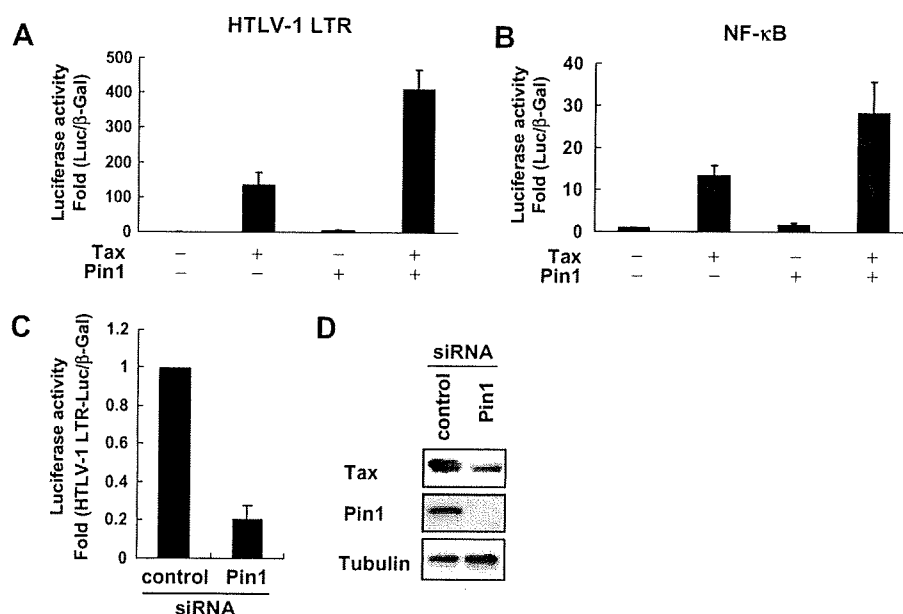 A
HTLV-1 LTR
Luciferase activity
Fold (Luc/β-Gal)
500
400
300
200
100
0
Tax − + − +
Pin1 − − + +
B
NF-κB
Luciferase activity
Fold (Luc/β-Gal)
40
30
20
10
0
Tax − + − +
Pin1 − − + +
C
Luciferase activity
Fold (HTLV-1 LTR-Luc/β-Gal)
1.2
1
0.8
0.6
0.4
0.2
0
control Pin1
siRNA
D
siRNA
control Pin1
Tax
Pin1
Tubulin